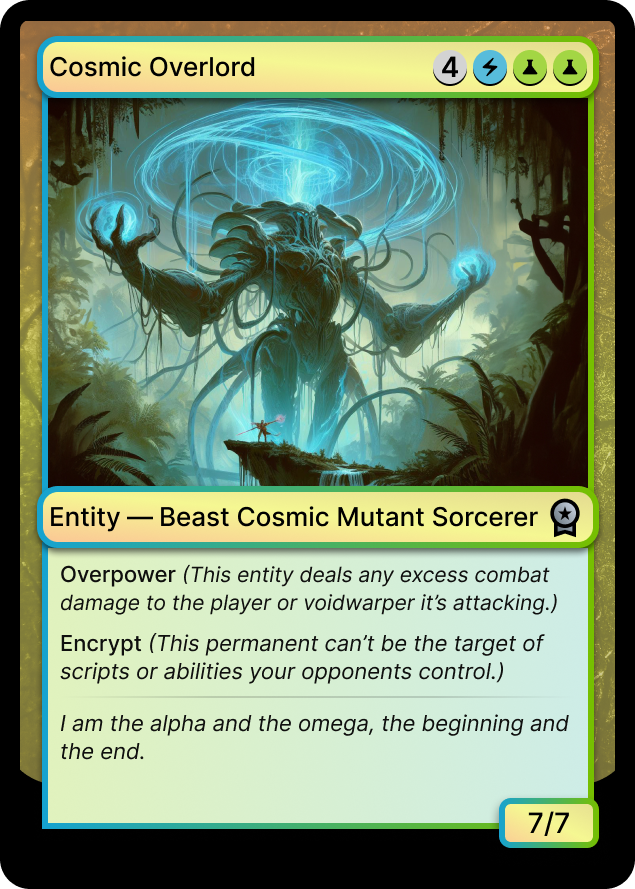 Cosmic Overlord 4
Entity — Beast Cosmic Mutant Sorcerer
Overpower (This entity deals any excess combat
damage to the player or voidwarper it’s attacking.)
Encrypt (This permanent can’t be the target of
scripts or abilities your opponents control.)
I am the alpha and the omega, the beginning and
the end.
7/7